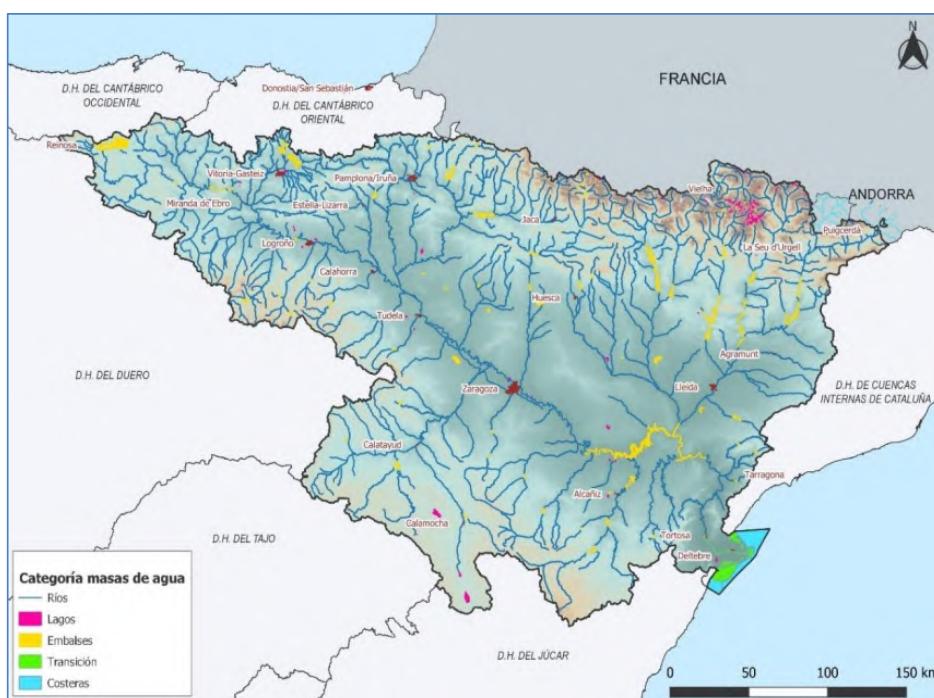 N
FRANCIA
D.H. DEL CANTÁBRICO
OCCIDENTAL
Donostia/San Sebastián
D.H. DEL CANTÁBRICO
ORIENTAL
Reinosa
Vitoria-Gasteiz
Pamplona/Iruña
Vielha
ANDORRA
Miranda de Ebro
Estella-Lizarra
Jaca
Puigcerdà
La Seu d'Urgell
Logroño
Calahorra
Huesca
Tudela
Agramunt
D.H. DEL DUERO
Zaragoza
Lleida
D.H. DE CUENCAS
INTERNAS DE CATALUÑA
Calatayud
Tarragona
Alcañiz
Calamocha
Tortosa
D.H. DEL TAJO
Deltebre
Categoría masas de agua
Ríos
Lagos
Embalses
Transición
Costeras
D.H. DEL JÚCAR
0 50 100 150 km